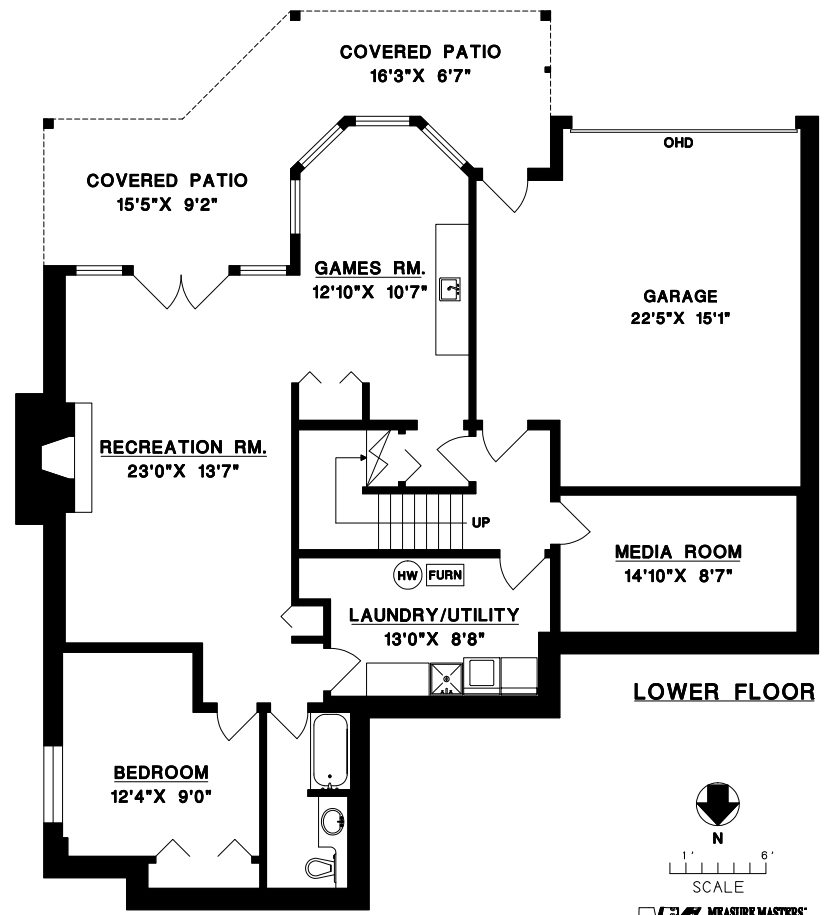 COVERED PATIO
16'3"X 6'7"
OHD
COVERED PATIO
15'5"X 9'2"
GAMES RM.
12'10"X 10'7"
GARAGE
22'5"X 15'1"
RECREATION RM.
23'0"X 13'7"
UP
MEDIA ROOM
14'10"X 8'7"
HW
FURN
LAUNDRY/UTILITY
13'0"X 8'8"
LOWER FLOOR
BEDROOM
12'4"X 9'0"
N
1' 6'
SCALE
MEASURE MASTERS